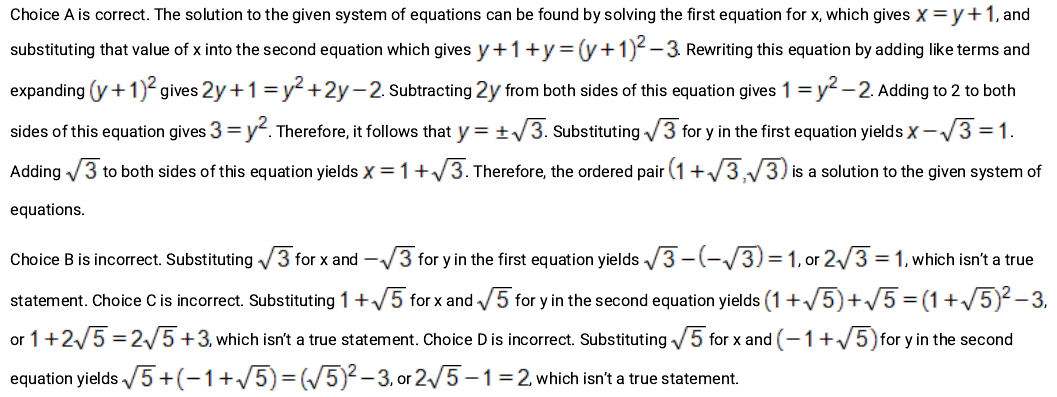 Choice A is correct. The solution to the given system of equations can be found by solving the first equation for x, which gives x = y + 1, and
substituting that value of x into the second equation which gives y + 1 + y = (y + 1)² − 3. Rewriting this equation by adding like terms and
expanding (y + 1)² gives 2y + 1 = y² + 2y − 2. Subtracting 2y from both sides of this equation gives 1 = y² − 2. Adding to 2 to both
sides of this equation gives 3 = y². Therefore, it follows that y = ±√3. Substituting √3 for y in the first equation yields x − √3 = 1.
Adding √3 to both sides of this equation yields x = 1 + √3. Therefore, the ordered pair (1 + √3, √3) is a solution to the given system of
equations.
Choice B is incorrect. Substituting √3 for x and −√3 for y in the first equation yields √3 − (−√3) = 1, or 2√3 = 1, which isn't a true
statement. Choice C is incorrect. Substituting 1 + √5 for x and √5 for y in the second equation yields (1 + √5) + √5 = (1 + √5)² − 3,
or 1 + 2√5 = 2√5 + 3, which isn't a true statement. Choice D is incorrect. Substituting √5 for x and (−1 + √5) for y in the second
equation yields √5 + (−1 + √5) = (√5)² − 3, or 2√5 − 1 = 2, which isn't a true statement.